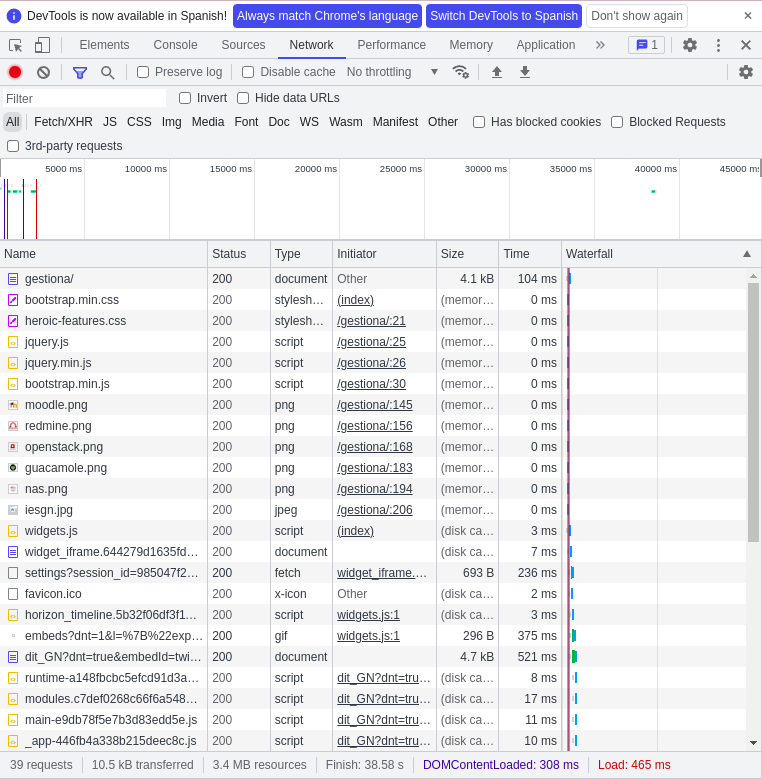 DevTools is now available in Spanish! Always match Chrome's language Switch DevTools to Spanish Don't show again
Elements Console Sources Network Performance Memory Application 1
Preserve log Disable cache No throttling
Filter Invert Hide data URLs
All Fetch/XHR JS CSS Img Media Font Doc WS Wasm Manifest Other Has blocked cookies Blocked Requests
3rd-party requests
5000 ms 10000 ms 15000 ms 20000 ms 25000 ms 30000 ms 35000 ms 40000 ms 45000 ms
Name Status Type Initiator Size Time Waterfall
gestiona/ 200 document Other 4.1 kB 104 ms
bootstrap.min.css 200 stylesh… (index) (memor… 0 ms
heroic-features.css 200 stylesh… /gestiona/:21 (memor… 0 ms
jquery.js 200 script /gestiona/:25 (memor… 0 ms
jquery.min.js 200 script /gestiona/:26 (memor… 0 ms
bootstrap.min.js 200 script /gestiona/:30 (memor… 0 ms
moodle.png 200 png /gestiona/:145 (memor… 0 ms
redmine.png 200 png /gestiona/:156 (memor… 0 ms
openstack.png 200 png /gestiona/:168 (memor… 0 ms
guacamole.png 200 png /gestiona/:183 (memor… 0 ms
nas.png 200 png /gestiona/:194 (memor… 0 ms
iesgn.jpg 200 jpeg /gestiona/:206 (memor… 0 ms
widgets.js 200 script (index) (disk ca… 3 ms
widget_iframe.644279d1635fd… 200 document (disk ca… 7 ms
settings?session_id=985047f2… 200 fetch widget_iframe.… 693 B 236 ms
favicon.ico 200 x-icon Other (disk ca… 2 ms
horizon_timeline.5b32f06df3f1… 200 script widgets.js:1 (disk ca… 3 ms
embeds?dnt=1&l=%7B%22exp… 200 gif widgets.js:1 296 B 375 ms
dit_GN?dnt=true&embedId=twi… 200 document 4.7 kB 521 ms
runtime-a148fbcbc5efcd91d3a… 200 script dit_GN?dnt=tru… (disk ca… 8 ms
modules.c7def0268c66f6a548… 200 script dit_GN?dnt=tru… (disk ca… 17 ms
main-e9db78f5e7b3d83edd5e.js 200 script dit_GN?dnt=tru… (disk ca… 11 ms
_app-446fb4a338b215deec8c.js 200 script dit_GN?dnt=tru… (disk ca… 10 ms
39 requests 10.5 kB transferred 3.4 MB resources Finish: 38.58 s DOMContentLoaded: 308 ms Load: 465 ms